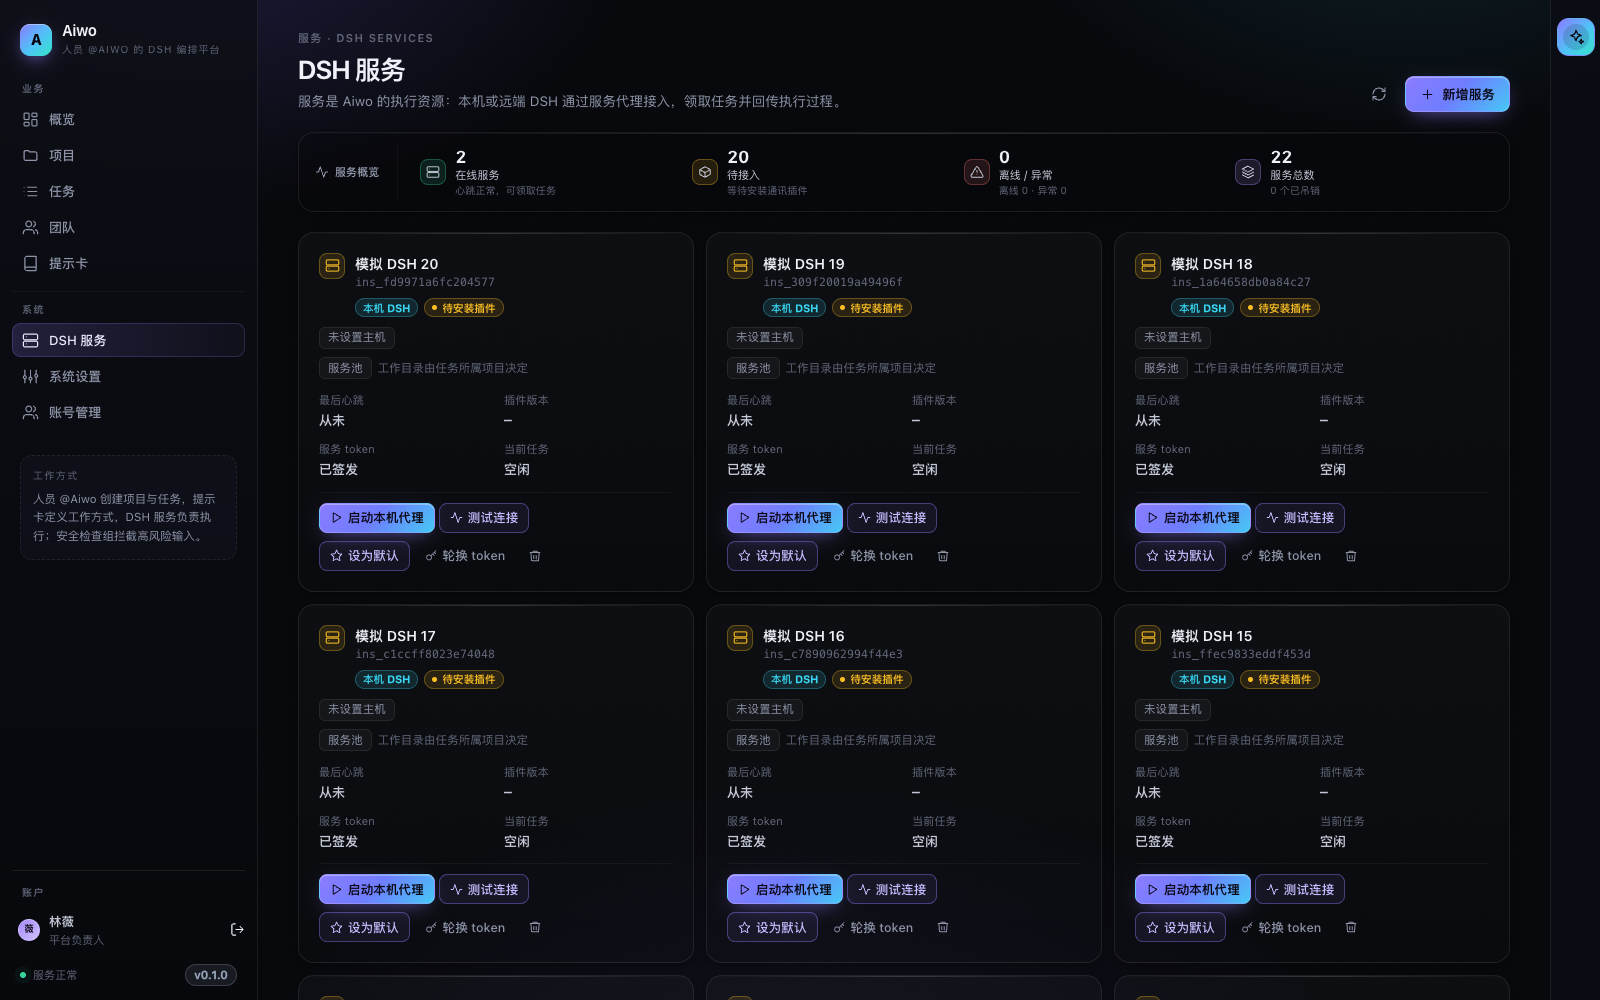 A
Aiwo
人员 @AIWO 的 DSH 编排平台
业务
概览
项目
任务
团队
提示卡
系统
DSH 服务
系统设置
账号管理
工作方式
人员 @Aiwo 创建项目与任务，提示
卡定义工作方式，DSH 服务负责执
行；安全检查组拦截高风险输入。
账户
薇
林薇
平台负责人
服务正常
v0.1.0
服务 · DSH SERVICES
DSH 服务
服务是 Aiwo 的执行资源：本机或远端 DSH 通过服务代理接入，领取任务并回传执行过程。
新增服务
服务概览
2
在线服务
心跳正常，可领取任务
20
待接入
等待安装通讯插件
0
离线 / 异常
离线 0 · 异常 0
22
服务总数
0 个已吊销
模拟 DSH 20
ins_fd9971a6fc204577
本机 DSH
待安装插件
未设置主机
服务池 工作目录由任务所属项目决定
最后心跳 插件版本
从未 —
服务 token 当前任务
已签发 空闲
启动本机代理 测试连接
设为默认 轮换 token
模拟 DSH 19
ins_309f20019a49496f
本机 DSH
待安装插件
未设置主机
服务池 工作目录由任务所属项目决定
最后心跳 插件版本
从未 —
服务 token 当前任务
已签发 空闲
启动本机代理 测试连接
设为默认 轮换 token
模拟 DSH 18
ins_1a64658db0a84c27
本机 DSH
待安装插件
未设置主机
服务池 工作目录由任务所属项目决定
最后心跳 插件版本
从未 —
服务 token 当前任务
已签发 空闲
启动本机代理 测试连接
设为默认 轮换 token
模拟 DSH 17
ins_c1ccff8023e74048
本机 DSH
待安装插件
未设置主机
服务池 工作目录由任务所属项目决定
最后心跳 插件版本
从未 —
服务 token 当前任务
已签发 空闲
启动本机代理 测试连接
设为默认 轮换 token
模拟 DSH 16
ins_c7890962994f44e3
本机 DSH
待安装插件
未设置主机
服务池 工作目录由任务所属项目决定
最后心跳 插件版本
从未 —
服务 token 当前任务
已签发 空闲
启动本机代理 测试连接
设为默认 轮换 token
模拟 DSH 15
ins_ffec9833eddf453d
本机 DSH
待安装插件
未设置主机
服务池 工作目录由任务所属项目决定
最后心跳 插件版本
从未 —
服务 token 当前任务
已签发 空闲
启动本机代理 测试连接
设为默认 轮换 token